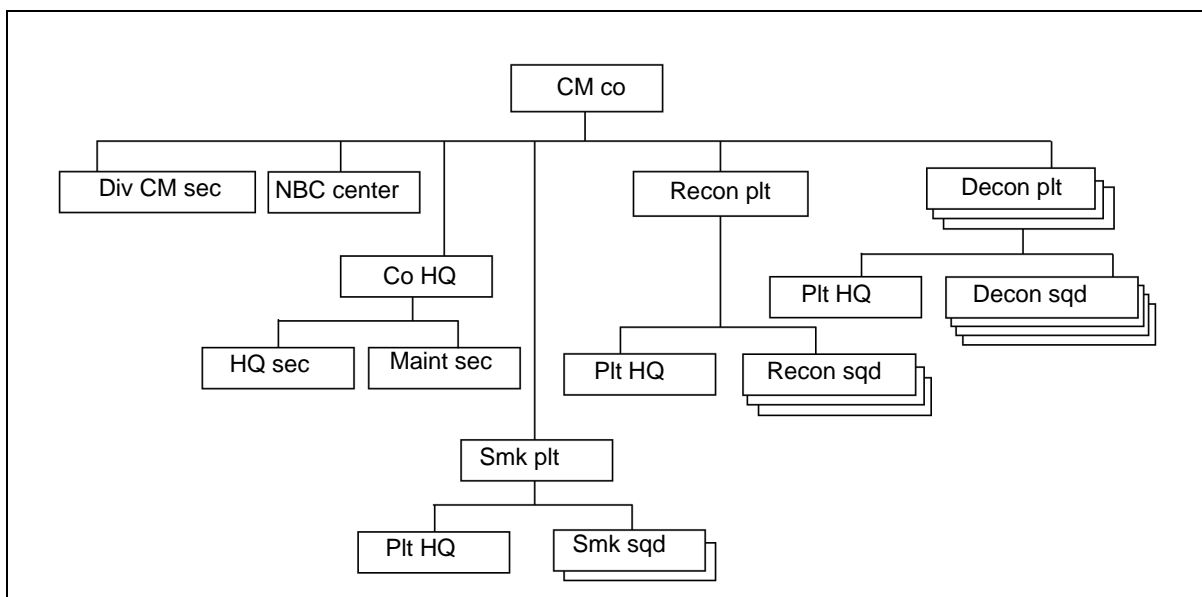 CM co
Div CM sec
NBC center
Recon plt
Decon plt
Co HQ
Plt HQ
Decon sqd
HQ sec
Maint sec
Plt HQ
Recon sqd
Smk plt
Plt HQ
Smk sqd